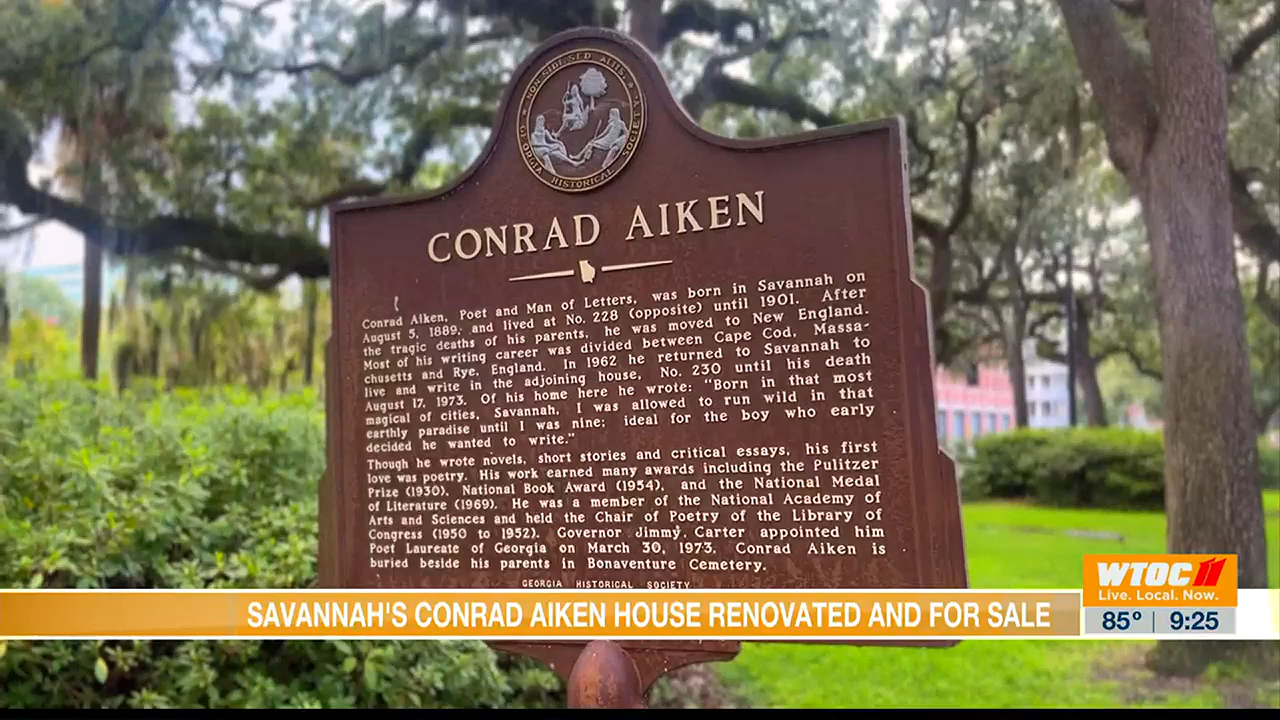 NON SIBI SED ALIIS
GEORGIA HISTORICAL SOCIETY
CONRAD AIKEN
Conrad Aiken, Poet and Man of Letters, was born in Savannah on
August 5, 1889, and lived at No. 228 (opposite) until 1901. After
the tragic deaths of his parents, he was moved to New England.
Most of his writing career was divided between Cape Cod, Massa-
chusetts and Rye, England. In 1962 he returned to Savannah to
live and write in the adjoining house, No. 230 until his death
August 17, 1973. Of his home here he wrote: "Born in that most
magical of cities, Savannah, I was allowed to run wild in that
earthly paradise until I was nine; ideal for the boy who early
decided he wanted to write."
Though he wrote novels, short stories and critical essays, his first
love was poetry. His work earned many awards including the Pulitzer
Prize (1930), National Book Award (1954), and the National Medal
of Literature (1969). He was a member of the National Academy of
Arts and Sciences and held the Chair of Poetry of the Library of
Congress (1950 to 1952). Governor Jimmy Carter appointed him
Poet Laureate of Georgia on March 30, 1973. Conrad Aiken is
buried beside his parents in Bonaventure Cemetery.
GEORGIA HISTORICAL SOCIETY
SAVANNAH'S CONRAD AIKEN HOUSE RENOVATED AND FOR SALE
WTOC 11
Live. Local. Now.
85° 9:25